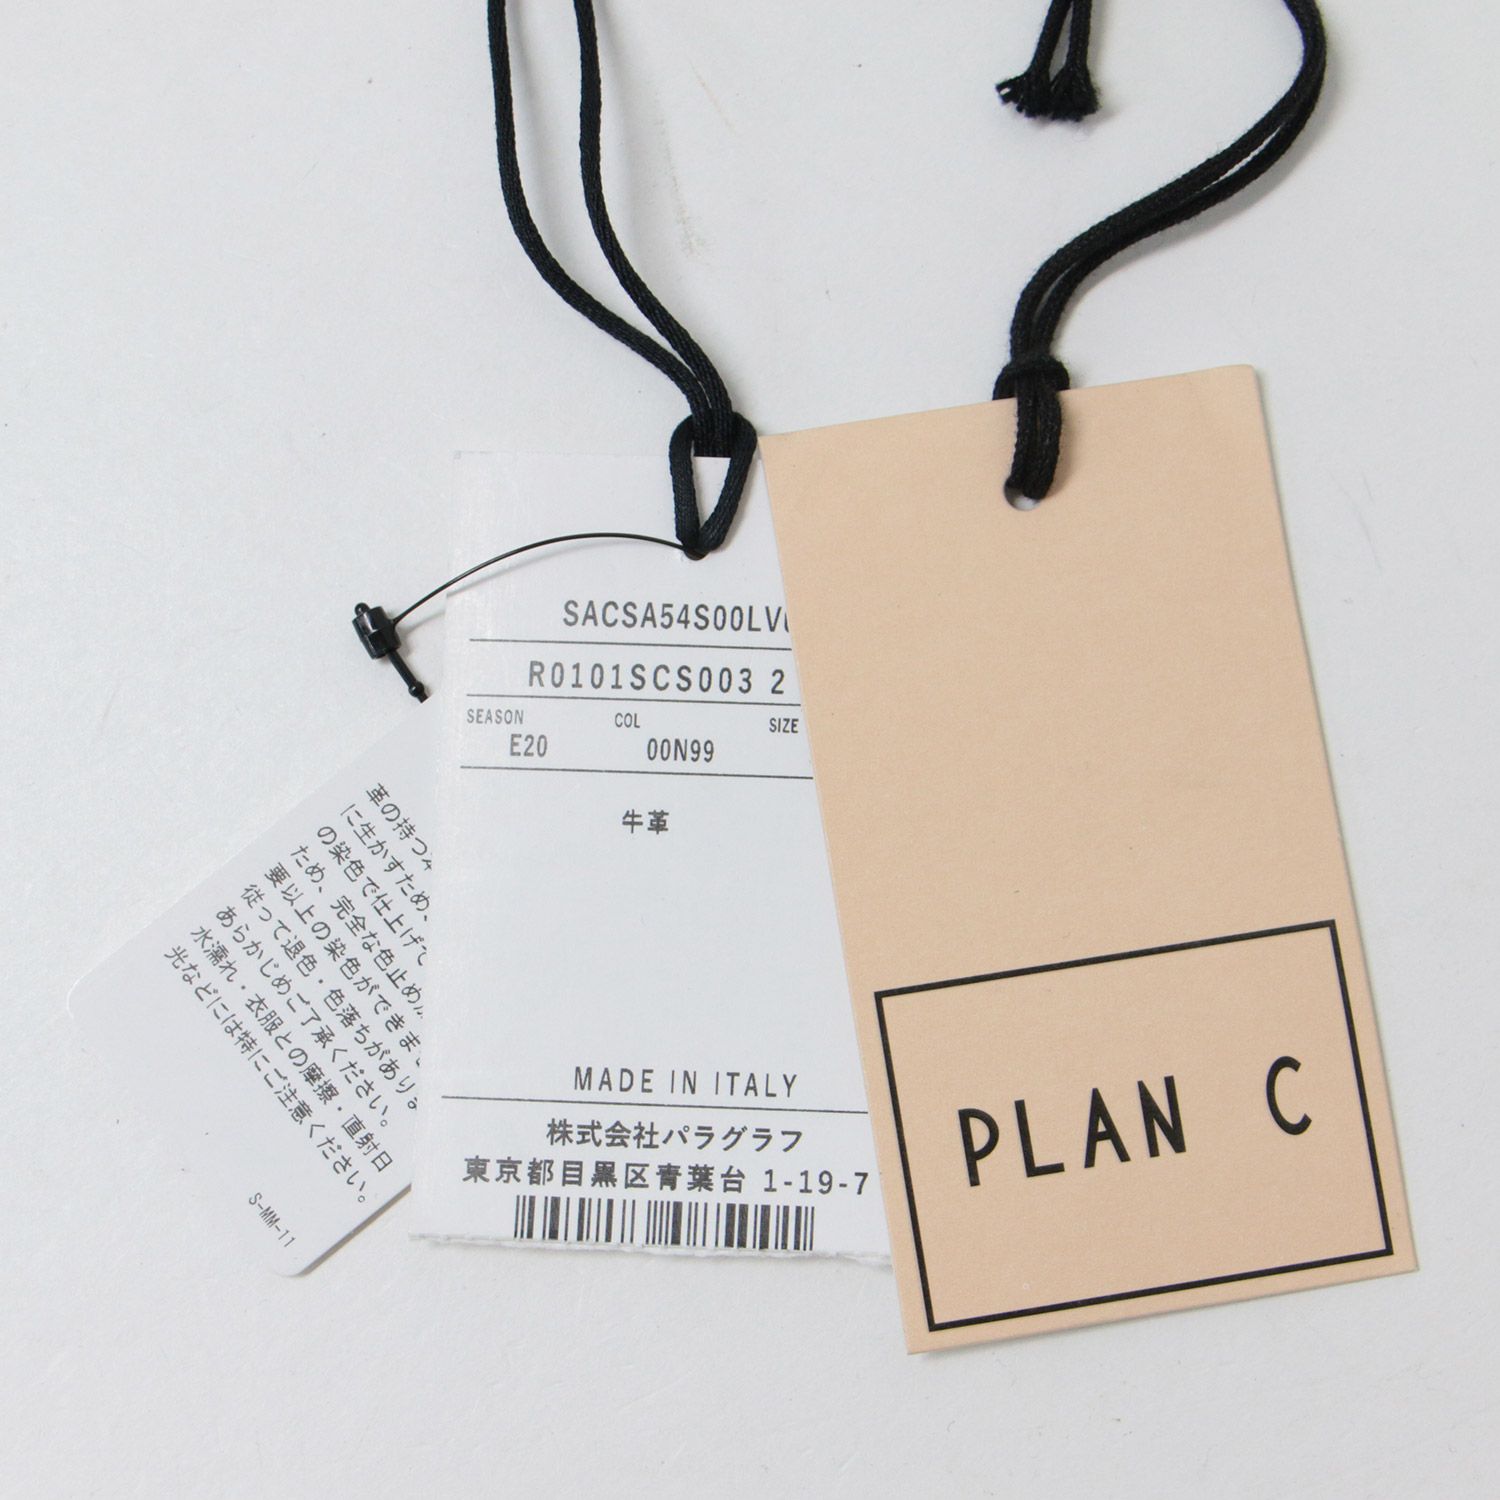 SACSA54S00LV
R0101SCS003 2
SEASON COL SIZE
E20 00N99
牛革
MADE IN ITALY
株式会社パラグラフ
東京都目黒区青葉台 1-19-7
革の持つ
に生かすため、
の染色で仕上げて
ため、完全な色止め
要以上の染色ができま
従って退色・色落ちがあり
あらかじめご了承ください。
水濡れ・衣服との摩擦・直射日
光などには特にご注意ください。
S-MM-11
PLAN C